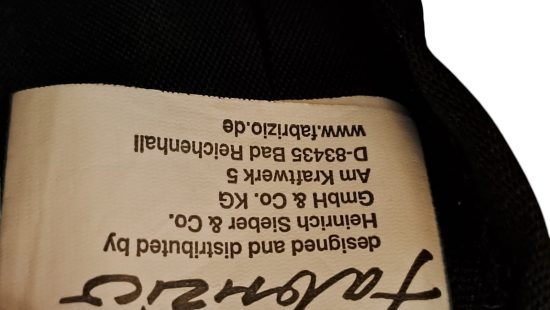 Fabrizio
designed and distributed by
Heinrich Sieber & Co.
GmbH & Co. KG
Am Kraftwerk 5
D-83435 Bad Reichenhall
www.fabrizio.de